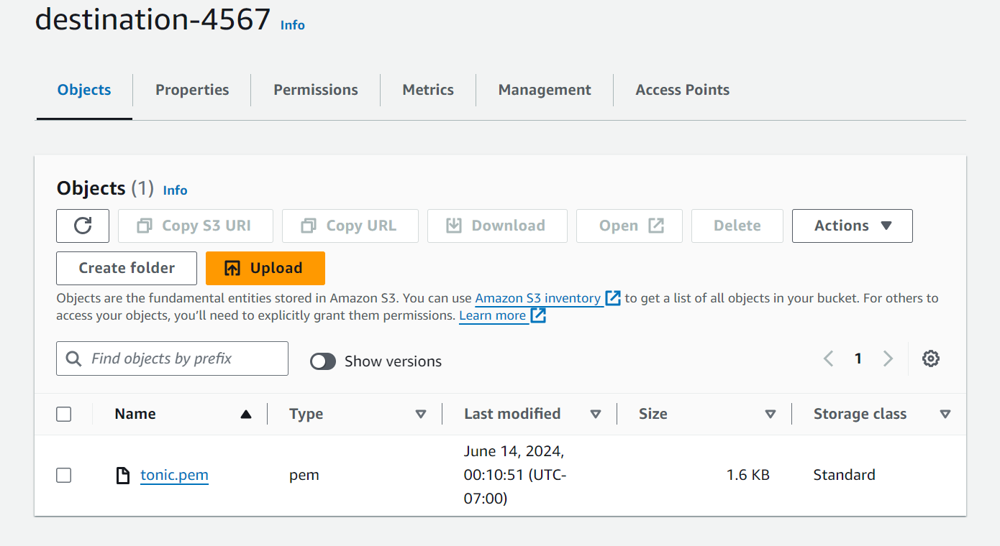 destination-4567 Info
Objects Properties Permissions Metrics Management Access Points
Objects (1) Info
Copy S3 URI Copy URL Download Open Delete Actions
Create folder Upload
Objects are the fundamental entities stored in Amazon S3. You can use Amazon S3 inventory to get a list of all objects in your bucket. For others to
access your objects, you’ll need to explicitly grant them permissions. Learn more
Find objects by prefix Show versions 1
Name Type Last modified Size Storage class
tonic.pem pem June 14, 2024,
00:10:51 (UTC-
07:00) 1.6 KB Standard